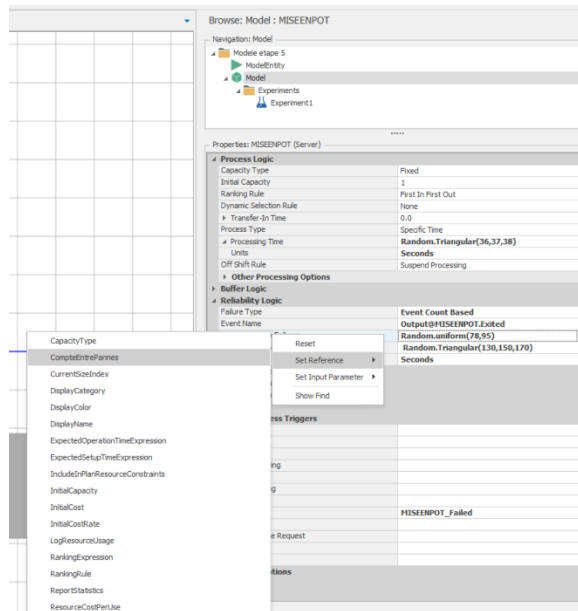 Browse: Model : MISEENPOT
Navigation: Model
Modele etape 5
ModelEntity
Model
Experiments
Experiment1
Properties: MISEENPOT (Server)
Process Logic
Capacity Type Fixed
Initial Capacity 1
Ranking Rule First In First Out
Dynamic Selection Rule None
Transfer-In Time 0.0
Process Type Specific Time
Processing Time Random.Triangular(36,37,38)
Units Seconds
Off Shift Rule Suspend Processing
Other Processing Options
Buffer Logic
Reliability Logic
Failure Type Event Count Based
Event Name Output@MISEENPOT.Exited
Random.uniform(78,95)
Random.Triangular(130,150,170)
Seconds
Reset
Set Reference
Set Input Parameter
Show Find
CapacityType
CompteEntrePannes
CurrentSizeIndex
DisplayCategory
DisplayColor
DisplayName
ExpectedOperationTimeExpression
ExpectedSetupTimeExpression
IncludeInPlanResourceConstraints
InitialCapacity
InitialCost
InitialCostRate
LogResourceUsage
RankingExpression
RankingRule
ReportStatistics
ResourceCostPerUse
ess Triggers
ing
g
MISEENPOT_Failed
e Request
tions